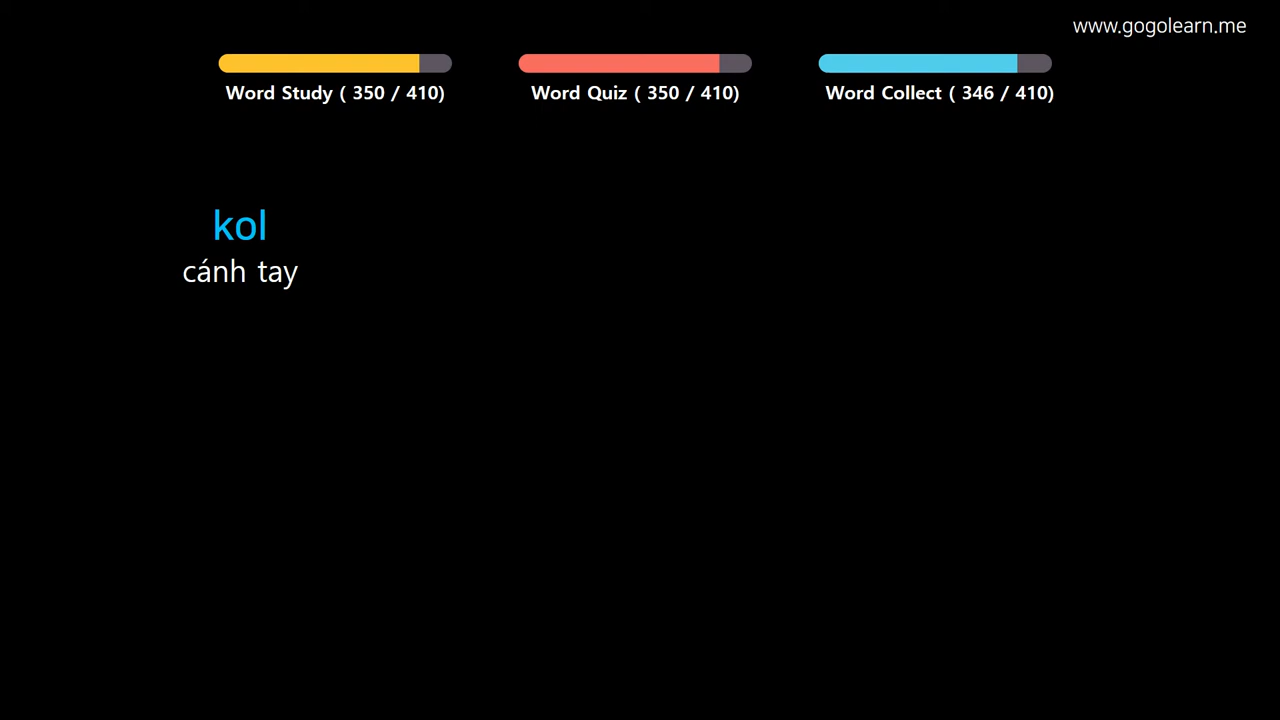 www.gogolearn.me
Word Study ( 350 / 410)
Word Quiz ( 350 / 410)
Word Collect ( 346 / 410)
kol
cánh tay